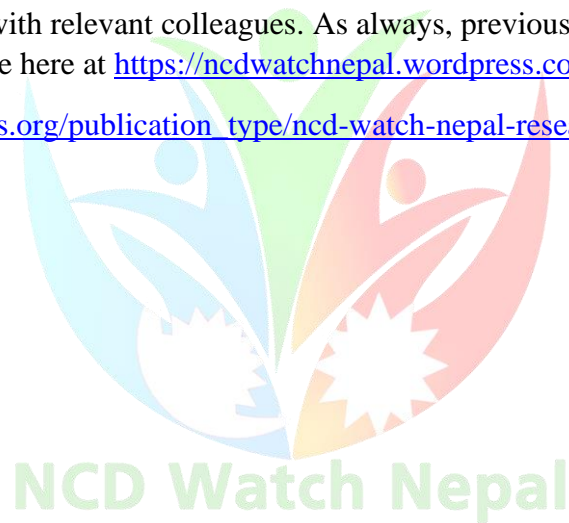 with relevant colleagues. As always, previous
e here at https://ncdwatchnepal.wordpress.co
s.org/publication_type/ncd-watch-nepal-resea
NCD Watch Nepal